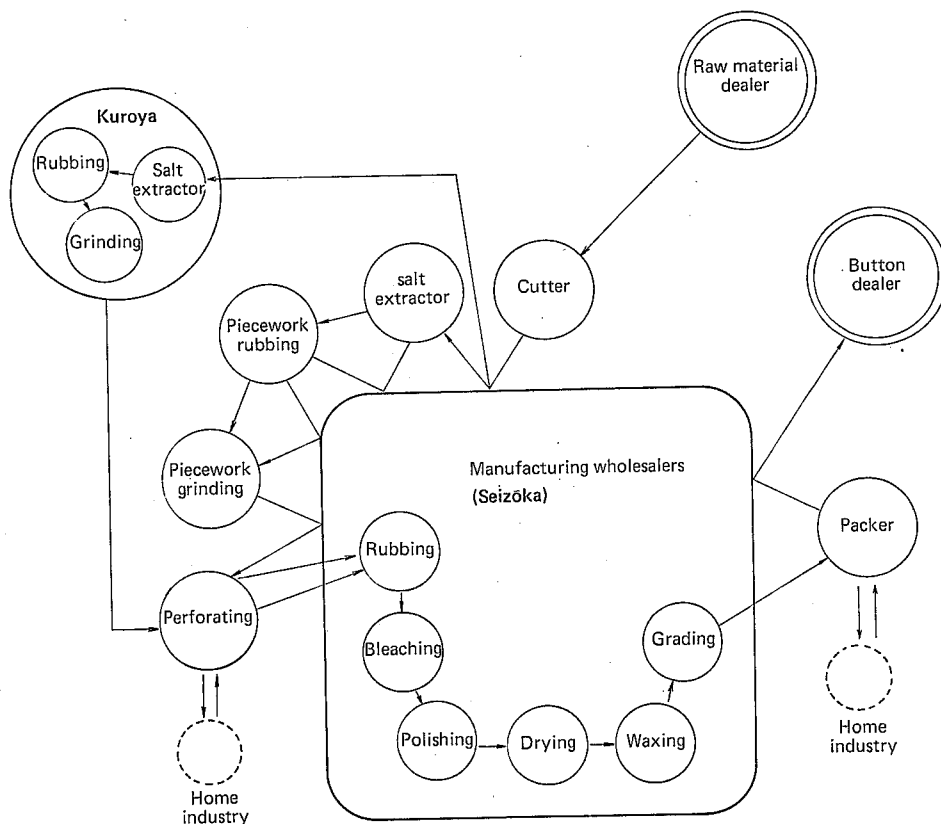 Raw material
dealer
Kuroya
Rubbing
Salt
extractor
Grinding
Button
dealer
salt
extractor
Cutter
Piecework
rubbing
Piecework
grinding
Manufacturing wholesalers
(Seizōka)
Packer
Rubbing
Perforating
Bleaching
Grading
Polishing
Drying
Waxing
Home
industry
Home
industry